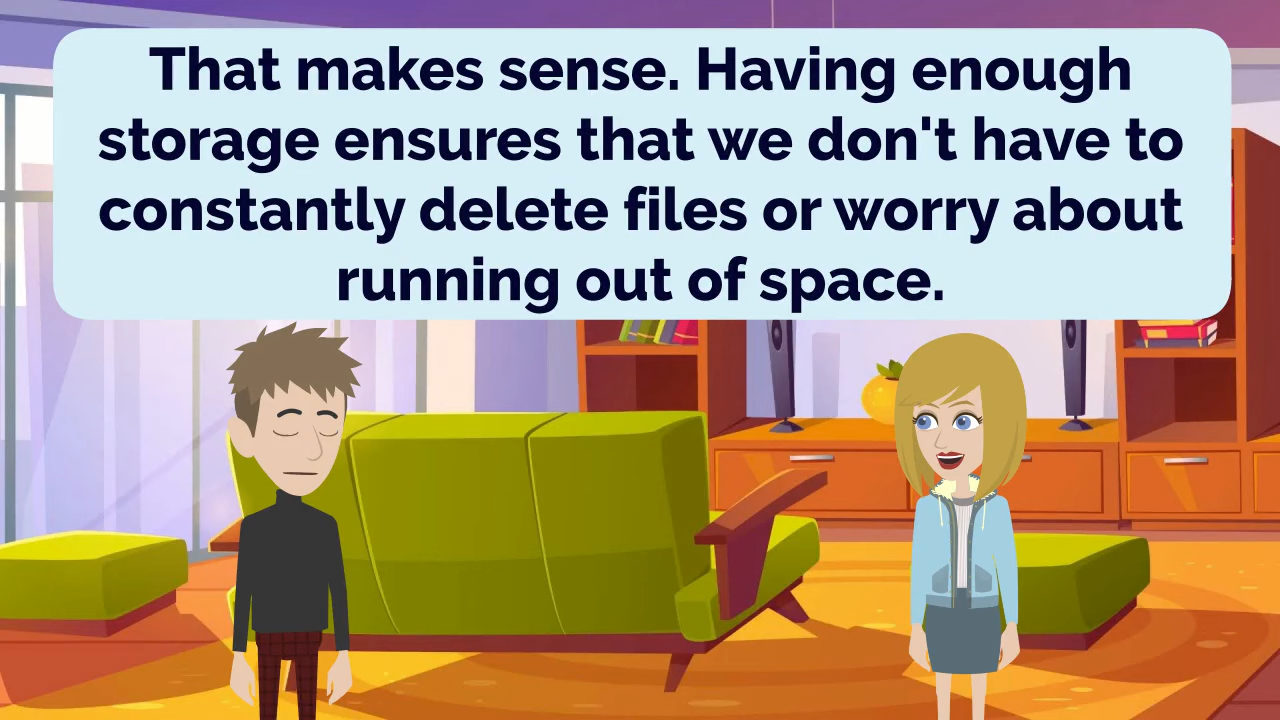 That makes sense. Having enough
storage ensures that we don't have to
constantly delete files or worry about
running out of space.